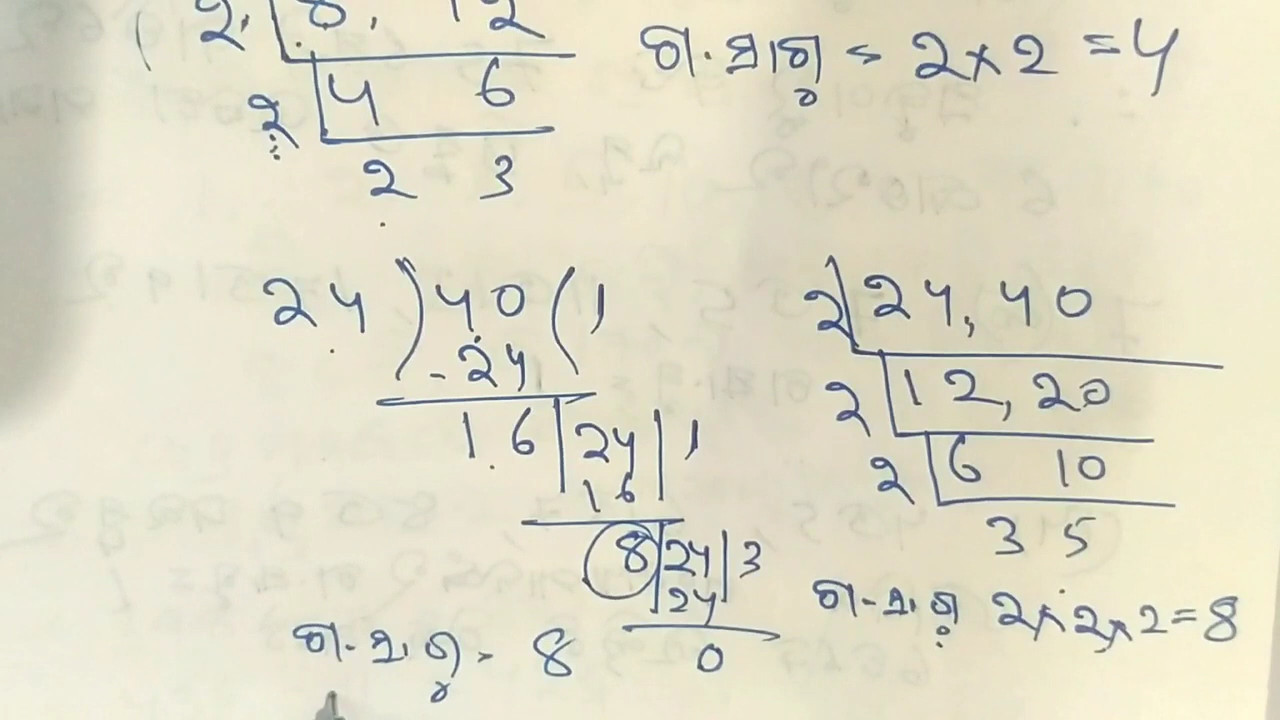 2, 8, 12
2 4 6
2 3
ଗ.ସା.ଗୁ = 2×2 = 4
24 ) 40 ( 1
- 24
16 | 24 | 1
16
8 | 24 | 3
24
0
ଗ.ସା.ଗୁ = 8
2 24, 40
2 12, 20
2 6 10
3 5
ଗ.ସା.ଗୁ 2×2×2=8